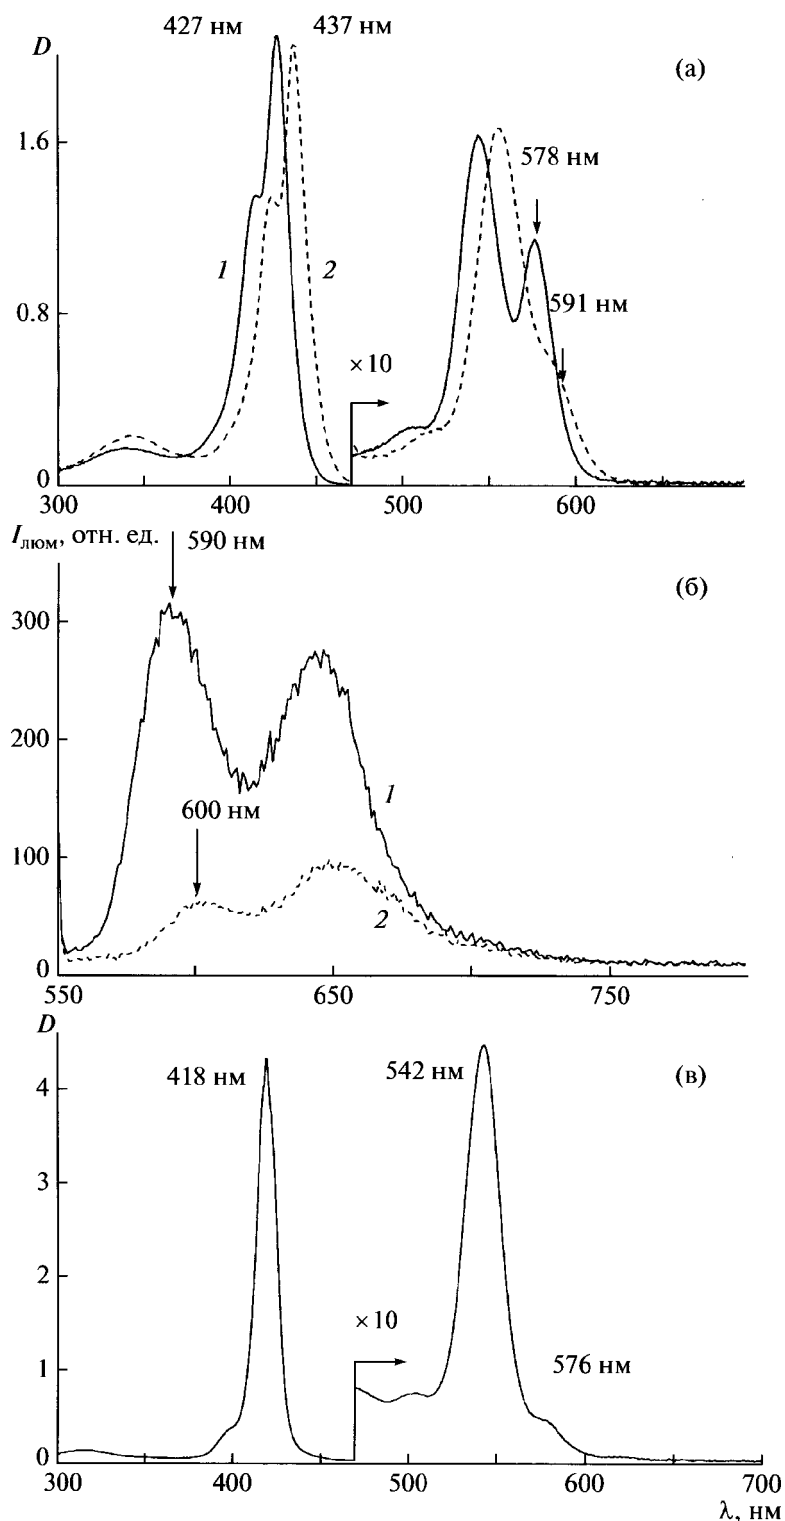 427 нм 437 нм
D
(а)
1.6
578 нм
1 2
591 нм
0.8
×10
0
300 400 500 600
Iлюм, отн. ед. 590 нм
(б)
300
200
1
600 нм
100
2
0
550 650 750
D
418 нм 542 нм (в)
4
3
2
×10
1
576 нм
0
300 400 500 600 700
λ, нм